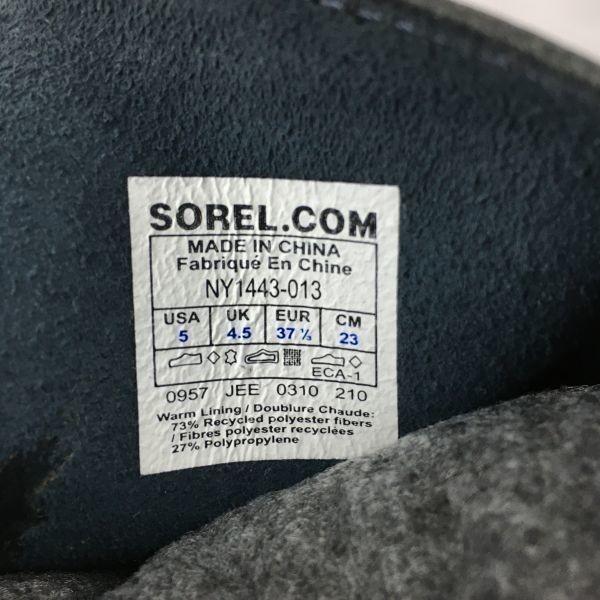 SOREL.COM
MADE IN CHINA
Fabriqué En Chine
NY1443-013
USA UK EUR CM
5 4.5 37 ⅓ 23
ECA-1
0957 JEE 0310 210
Warm Lining / Doublure Chaude:
73% Recycled polyester fibers
/ Fibres polyester recyclées
27% Polypropylene